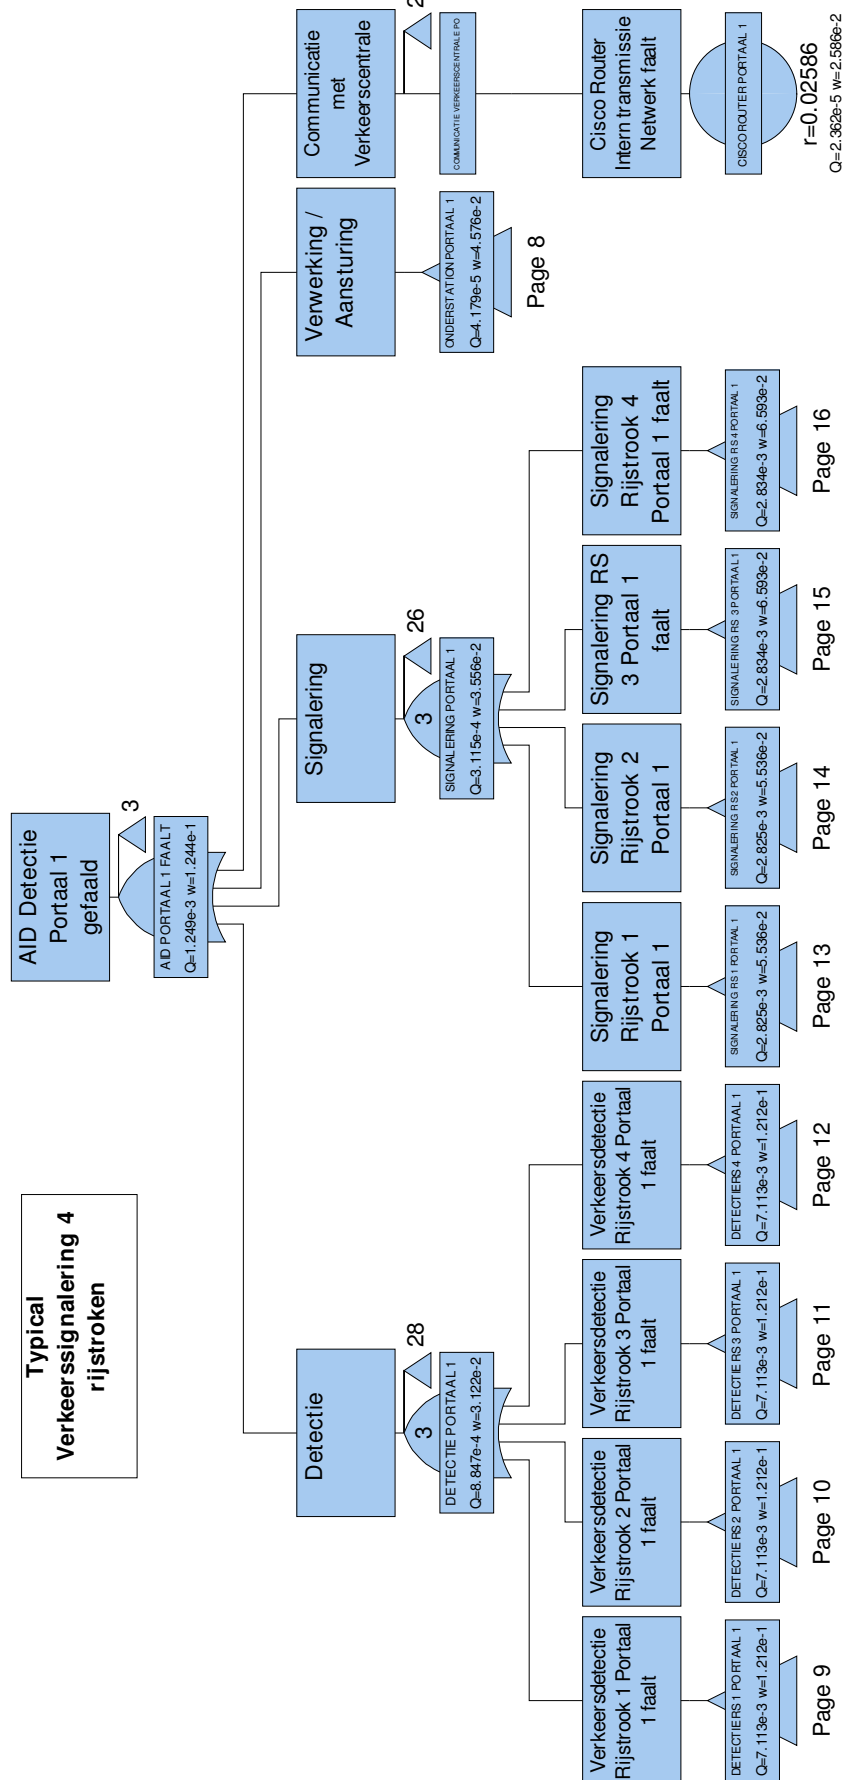 Typical
Verkeerssignalering 4
rijstroken
AID Detectie
Portaal 1
gefaald
3
AID PORTAAL 1 FAALT
Q=1.249e-3 w=1.244e-1
Detectie
28
3
DETECTIE PORTAAL 1
Q=8.847e-4 w=3.122e-2
Signalering
26
3
SIGNALERING PORTAAL 1
Q=3.115e-4 w=3.556e-2
Verwerking /
Aansturing
ONDERSTATION PORTAAL 1
Q=4.179e-5 w=4.576e-2
Page 8
Communicatie
met
Verkeerscentrale
COMMUNICATIE VERKEERSCENTRALE PO
Verkeersdetectie
Rijstrook 1 Portaal
1 faalt
DETECTIE RS 1 PORTAAL 1
Q=7.113e-3 w=1.212e-1
Page 9
Verkeersdetectie
Rijstrook 2 Portaal
1 faalt
DETECTIE RS 2 PORTAAL 1
Q=7.113e-3 w=1.212e-1
Page 10
Verkeersdetectie
Rijstrook 3 Portaal
1 faalt
DETECTIE RS 3 PORTAAL 1
Q=7.113e-3 w=1.212e-1
Page 11
Verkeersdetectie
Rijstrook 4 Portaal
1 faalt
DETECTIE RS 4 PORTAAL 1
Q=7.113e-3 w=1.212e-1
Page 12
Signalering
Rijstrook 1
Portaal 1
SIGNALERING RS 1 PORTAAL 1
Q=2.825e-3 w=5.536e-2
Page 13
Signalering
Rijstrook 2
Portaal 1
SIGNALERING RS 2 PORTAAL 1
Q=2.825e-3 w=5.536e-2
Page 14
Signalering RS
3 Portaal 1
faalt
SIGNALERING RS 3 PORTAAL 1
Q=2.834e-3 w=6.593e-2
Page 15
Signalering
Rijstrook 4
Portaal 1 faalt
SIGNALERING RS 4 PORTAAL 1
Q=2.834e-3 w=6.593e-2
Page 16
Cisco Router
Intern transmissie
Netwerk faalt
CISCO ROUTER PORTAAL 1
r=0.02586
Q=2.362e-5 w=2.586e-2